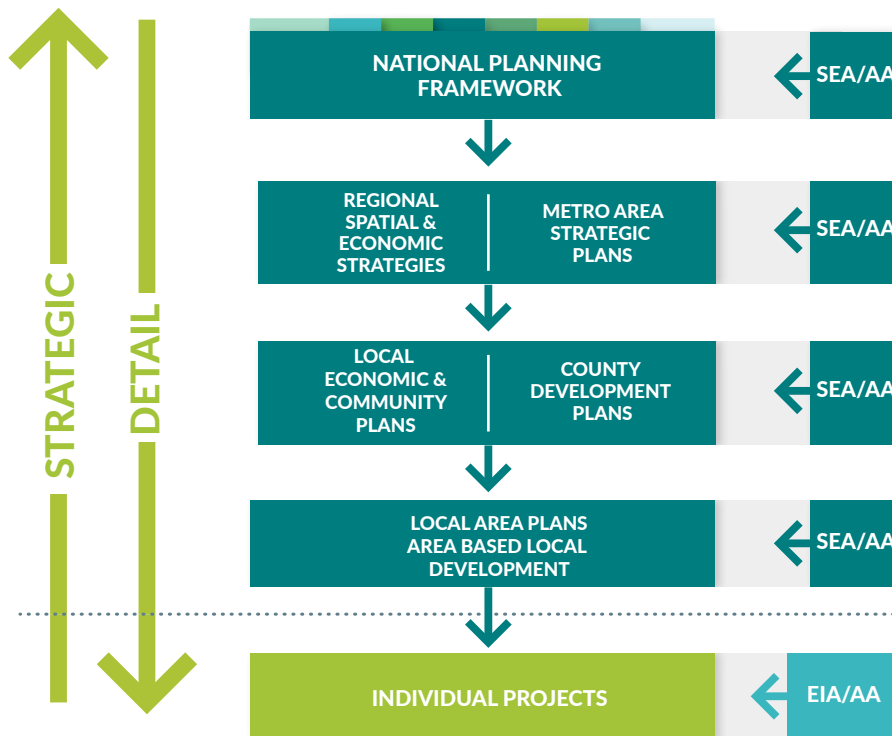 STRATEGIC
DETAIL
NATIONAL PLANNING
FRAMEWORK
SEA/AA
REGIONAL
SPATIAL &
ECONOMIC
STRATEGIES
METRO AREA
STRATEGIC
PLANS
SEA/AA
LOCAL
ECONOMIC &
COMMUNITY
PLANS
COUNTY
DEVELOPMENT
PLANS
SEA/AA
LOCAL AREA PLANS
AREA BASED LOCAL
DEVELOPMENT
SEA/AA
INDIVIDUAL PROJECTS
EIA/AA